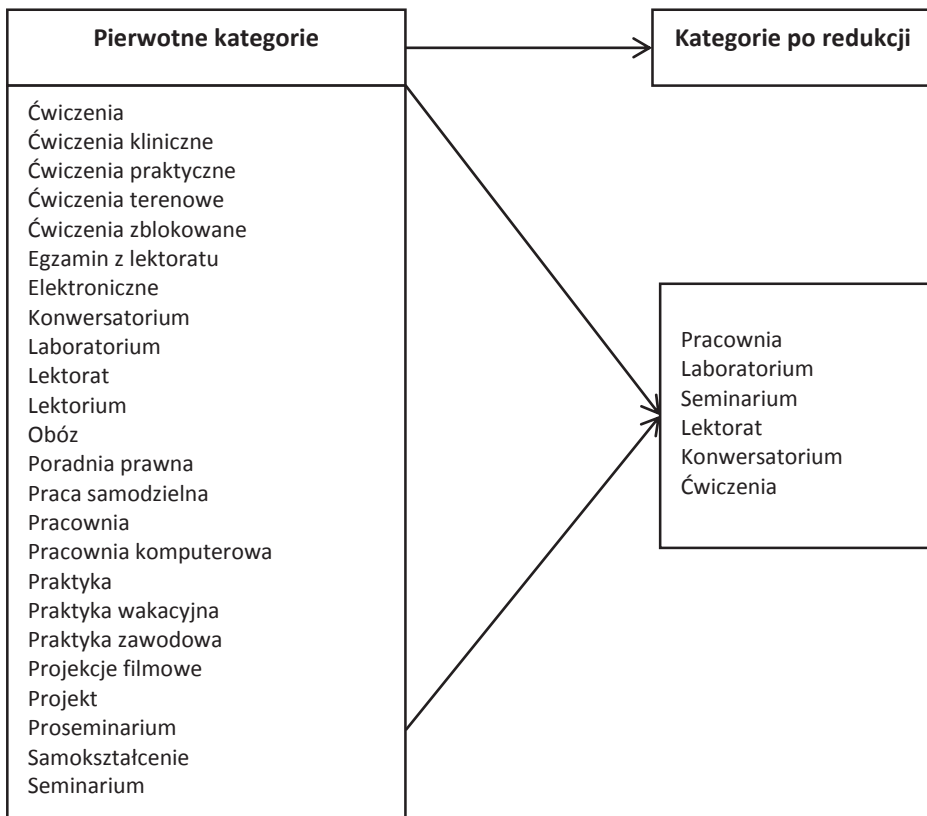 Pierwotne kategorie
Kategorie po redukcji
Ćwiczenia
Ćwiczenia kliniczne
Ćwiczenia praktyczne
Ćwiczenia terenowe
Ćwiczenia zblokowane
Egzamin z lektoratu
Elektroniczne
Konwersatorium
Laboratorium
Lektorat
Lektorium
Obóz
Poradnia prawna
Praca samodzielna
Pracownia
Pracownia komputerowa
Praktyka
Praktyka wakacyjna
Praktyka zawodowa
Projekcje filmowe
Projekt
Proseminarium
Samokształcenie
Seminarium
Pracownia
Laboratorium
Seminarium
Lektorat
Konwersatorium
Ćwiczenia